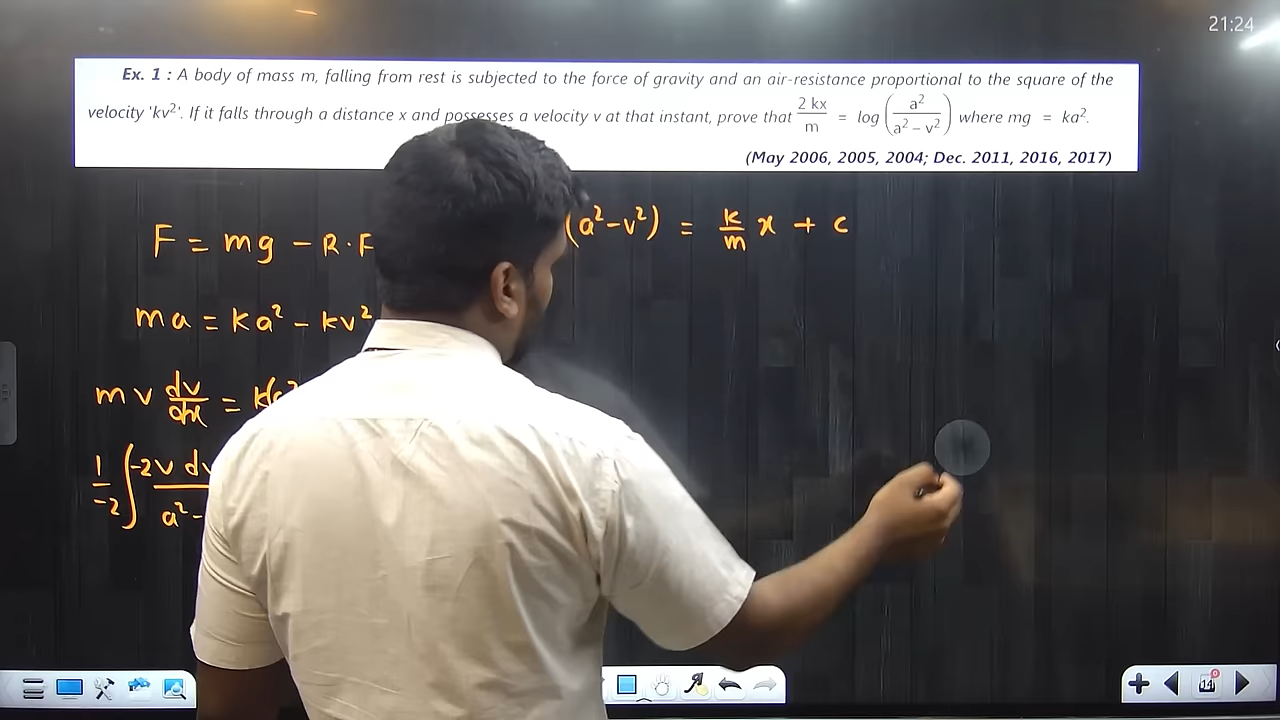 21:24
Ex. 1 : A body of mass m, falling from rest is subjected to the force of gravity and an air-resistance proportional to the square of the
velocity 'kv²'. If it falls through a distance x and possesses a velocity v at that instant, prove that 2 kx/m = log (a²/(a² – v²)) where mg = ka².
(May 2006, 2005, 2004; Dec. 2011, 2016, 2017)
F = mg - R.F
ma = ka² - kv²
mv dv/dx = k(
1/-2 ∫ -2v dv
a² -
(a²-v²) = k/m x + c
14